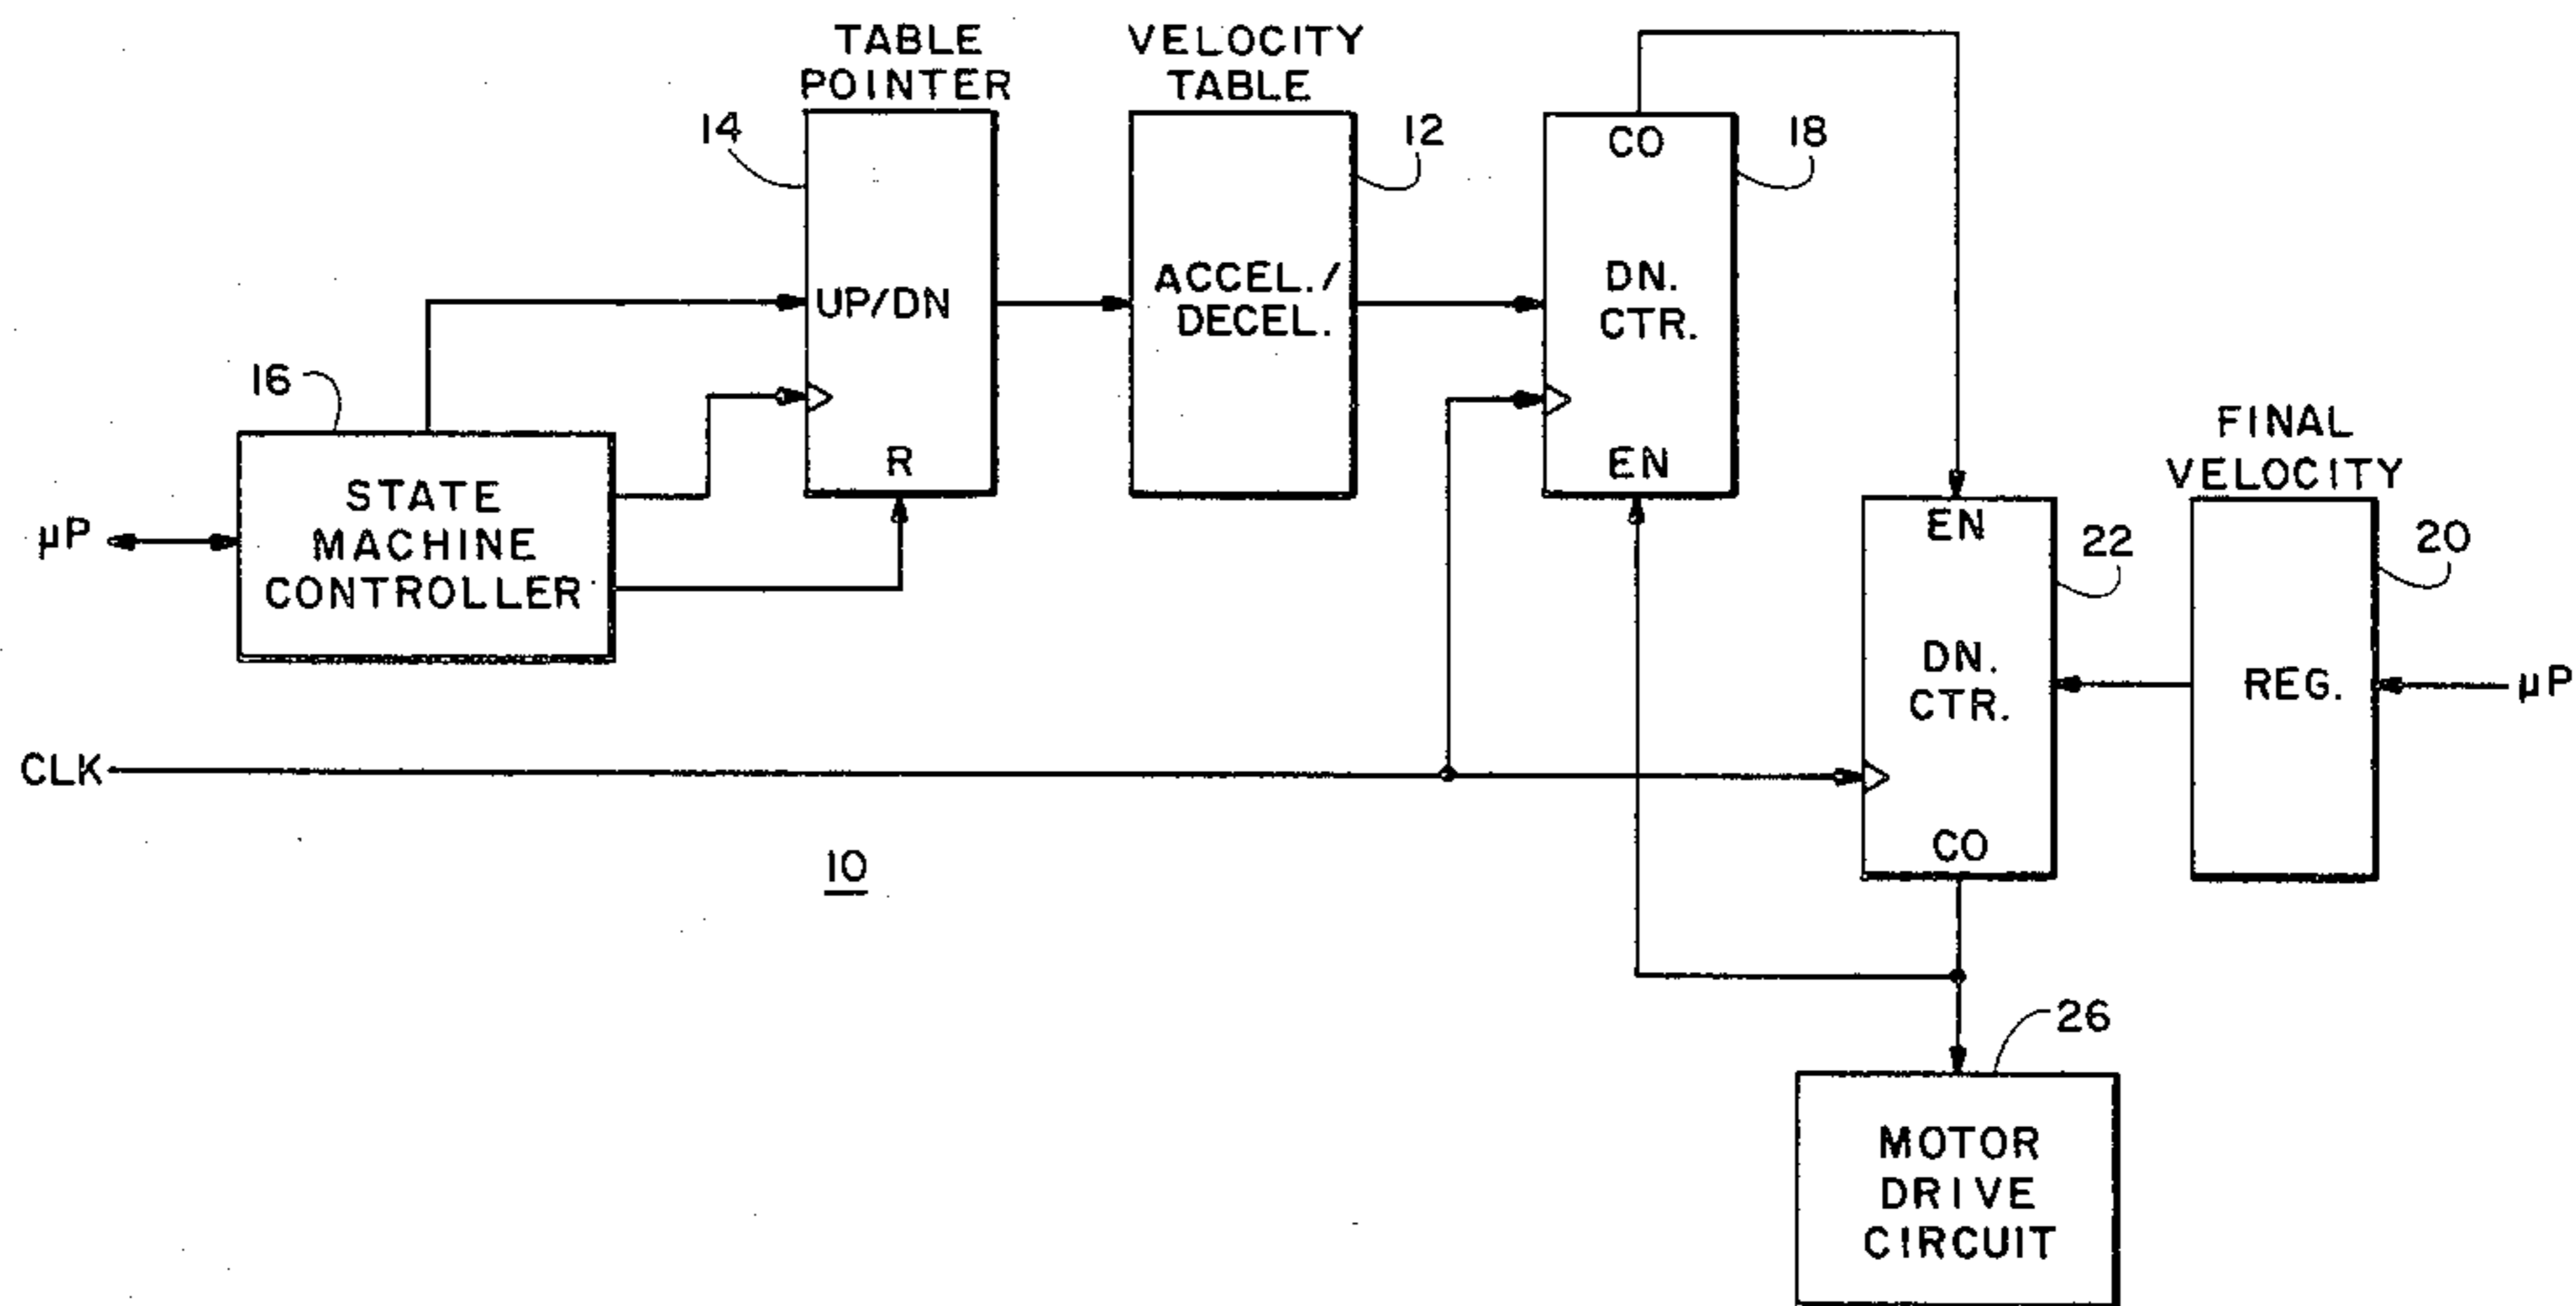 TABLE
POINTER
VELOCITY
TABLE
14
12
CO
18
UP/DN
ACCEL./
DECEL.
DN.
CTR.
16
R
EN
STATE
MACHINE
CONTROLLER
µP
FINAL
VELOCITY
EN
22
20
DN.
CTR.
REG.
µP
CLK
CO
10
26
MOTOR
DRIVE
CIRCUIT